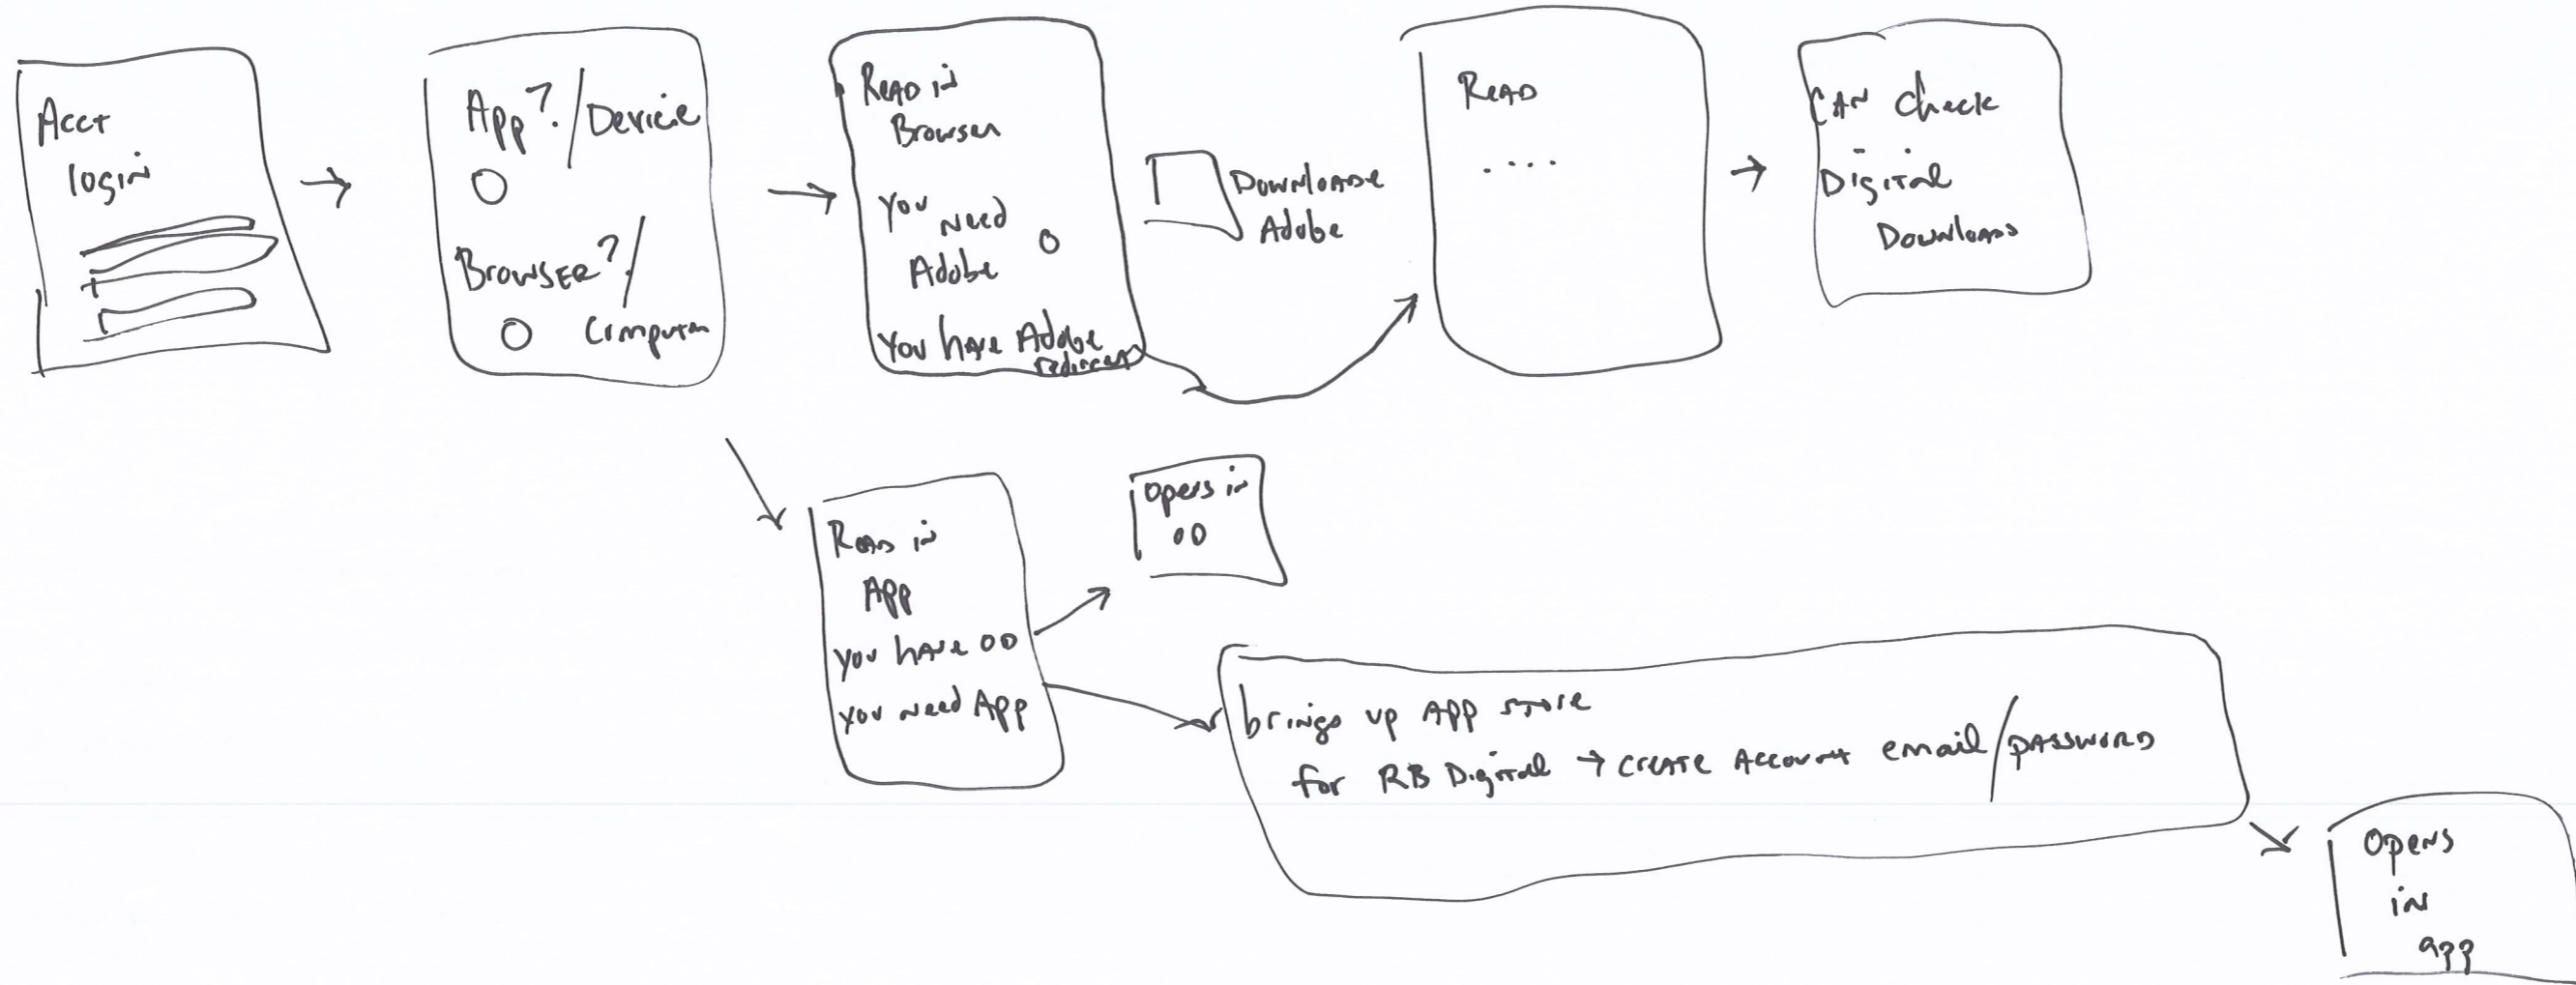 Acct
login
App?/Device
Browser?/
Computer
Read in
Browser
You
Need
Adobe
You have Adobe
redirects
Downloade
Adobe
Read
....
CAN check
Digital
Downloads
Read in
App
you have OD
you need App
opens in
OD
brings up App store
for RB Digital → create Account email/password
opens
in
app